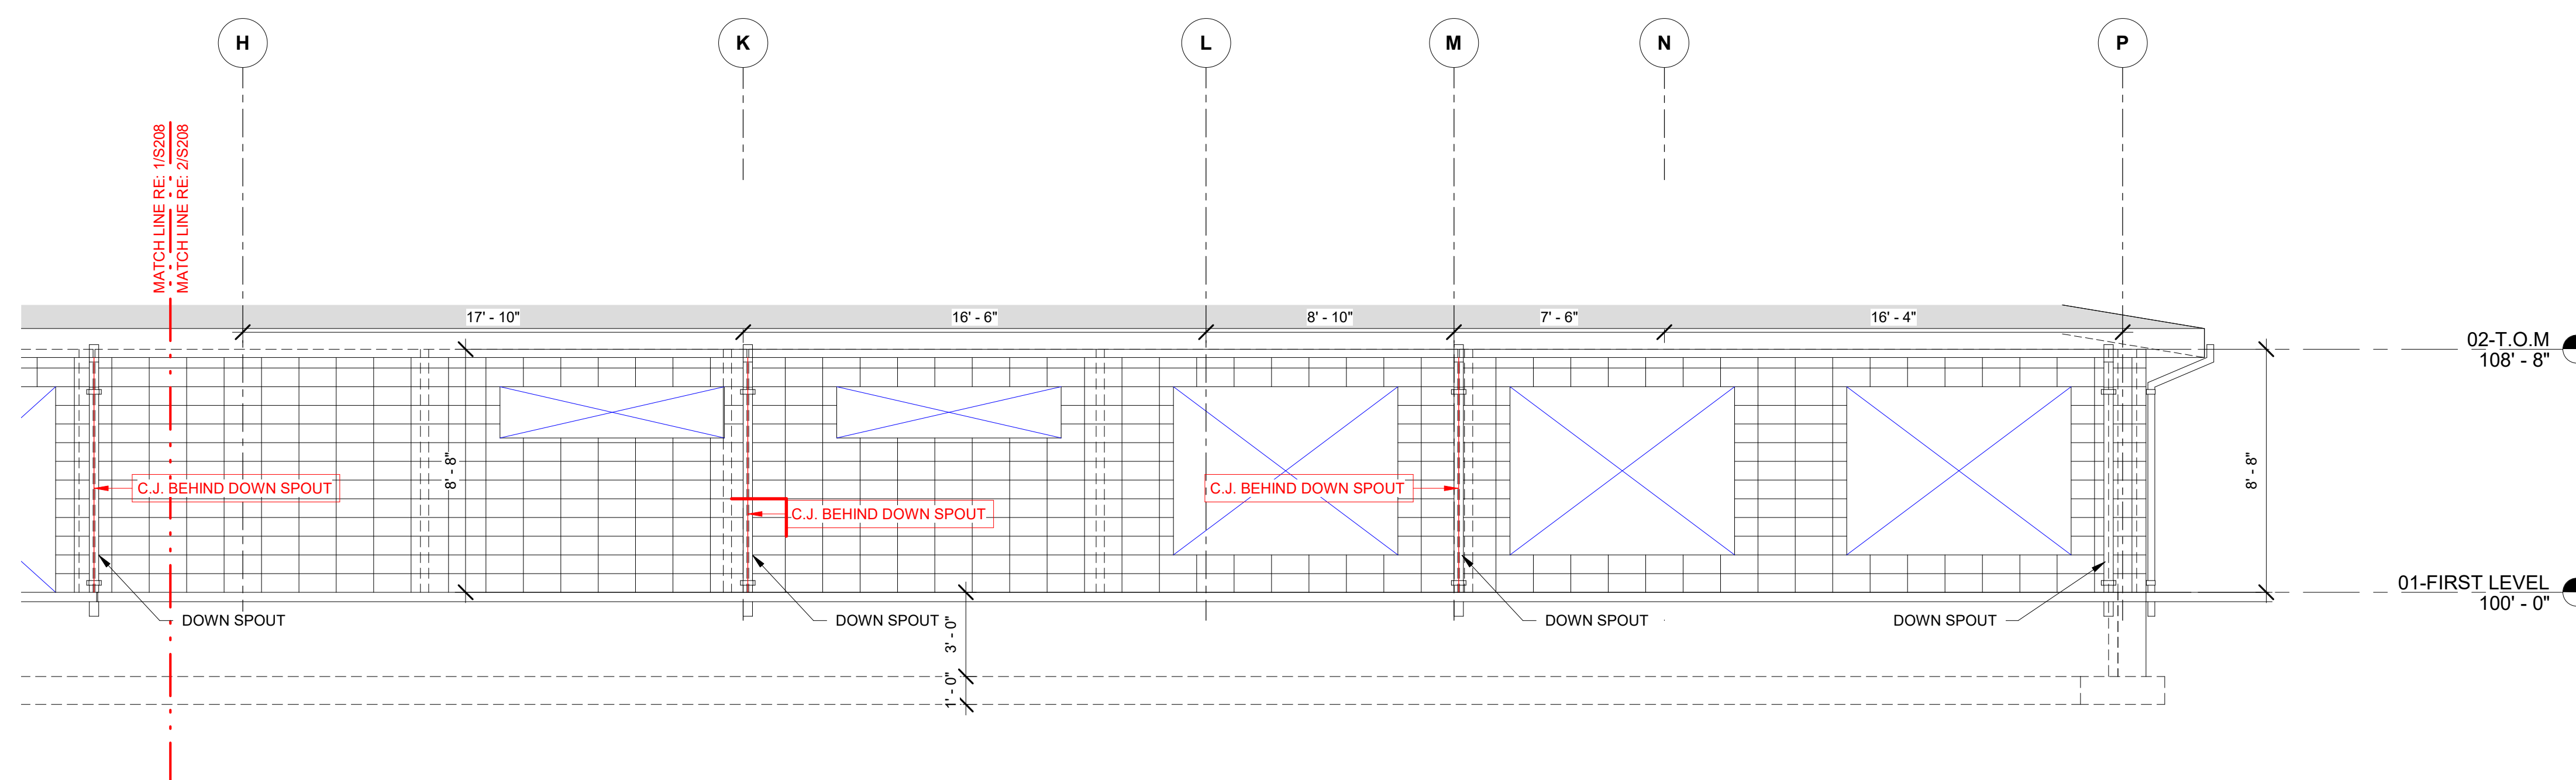 H
K
L
M
N
P
MATCH LINE RE: 1/S208
MATCH LINE RE: 2/S208
17' - 10"
16' - 6"
8' - 10"
7' - 6"
16' - 4"
02-T.O.M
108' - 8"
8' - 8"
8' - 8"
C.J. BEHIND DOWN SPOUT
C.J. BEHIND DOWN SPOUT
C.J. BEHIND DOWN SPOUT
01-FIRST LEVEL
100' - 0"
DOWN SPOUT
DOWN SPOUT
DOWN SPOUT
DOWN SPOUT
3' - 0"
1' - 0"